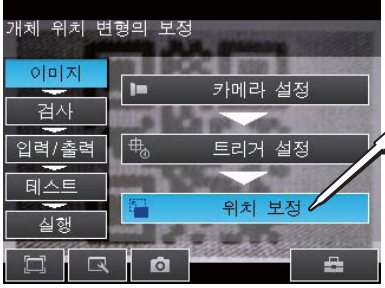 개체 위치 변형의 보정
이미지
검사
입력/출력
테스트
실행
카메라 설정
트리거 설정
위치 보정